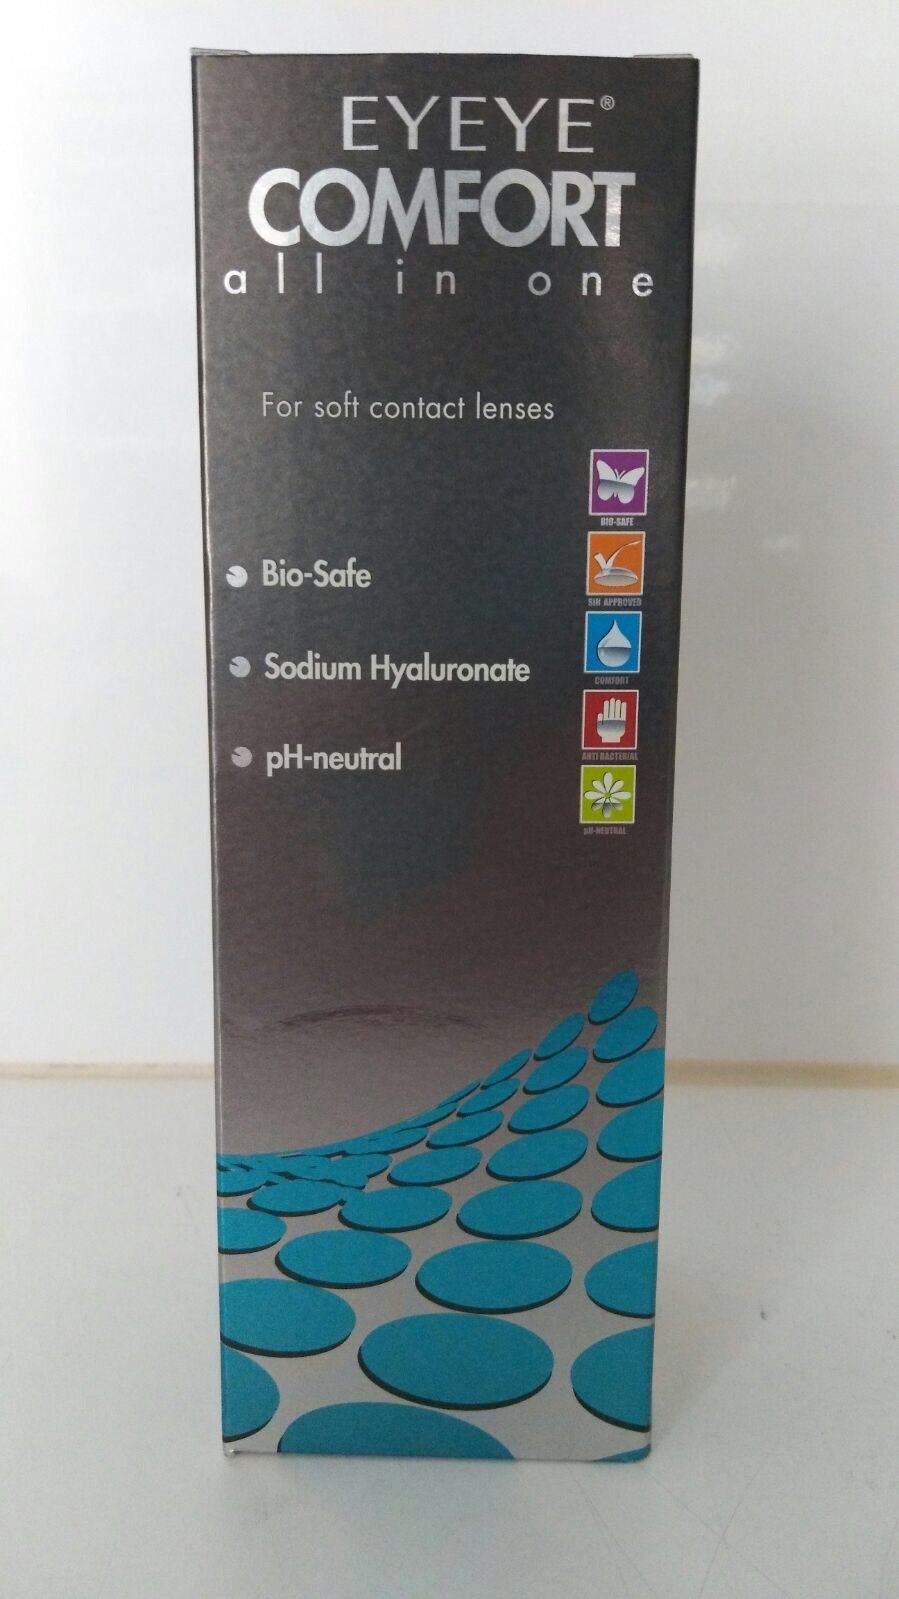 EYEYE®
COMFORT
all in one
For soft contact lenses
BIO-SAFE
Bio-Safe
SIH APPROVED
Sodium Hyaluronate
COMFORT
ANTI BACTERIAL
pH-neutral
pH-NEUTRAL